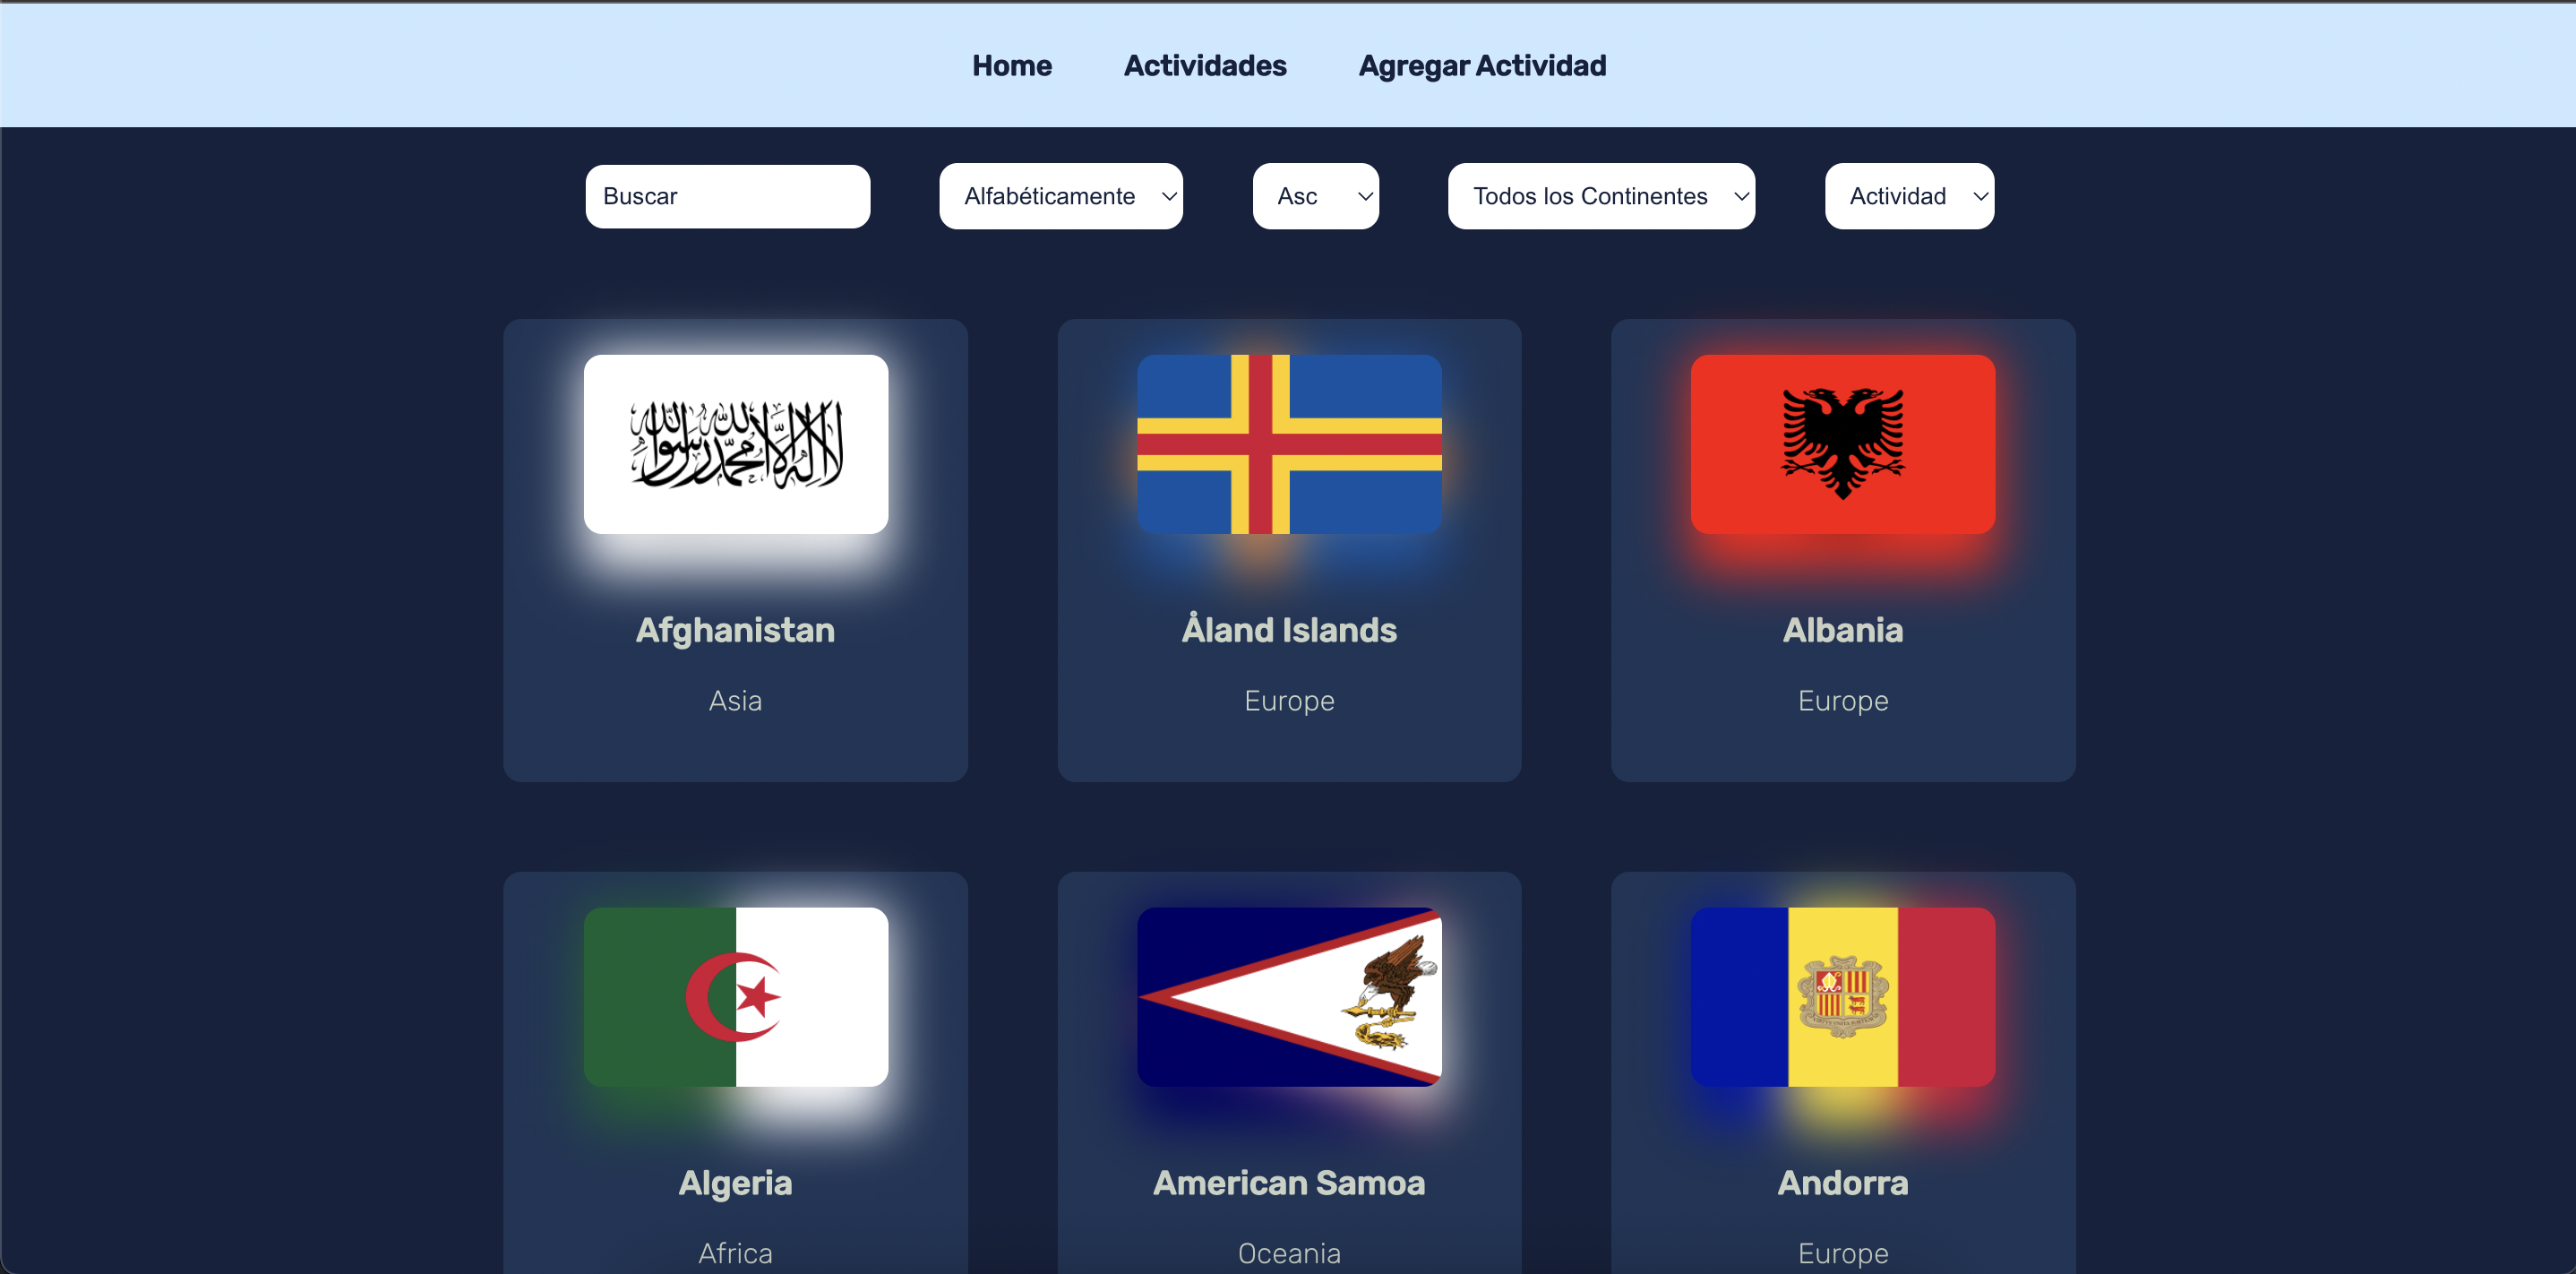 Home Actividades Agregar Actividad
Buscar Alfabéticamente Asc Todos los Continentes Actividad
لا إله إلا الله محمد رسول الله
Afghanistan Åland Islands Albania
Asia Europe Europe
Algeria American Samoa Andorra
Africa Oceania Europe